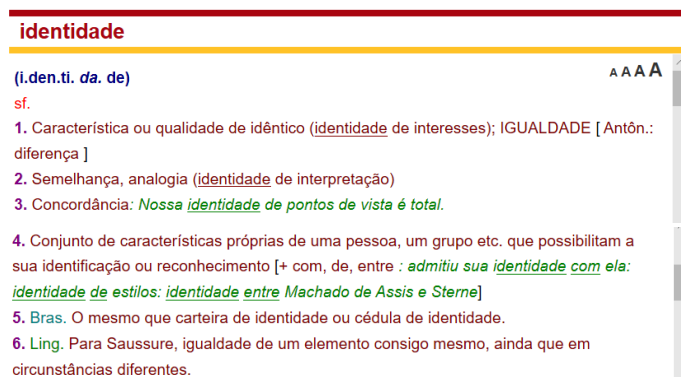 identidade
(i.den.ti. da. de)
A A A A
sf.
1. Característica ou qualidade de idêntico (identidade de interesses); IGUALDADE [ Antôn.:
diferença ]
2. Semelhança, analogia (identidade de interpretação)
3. Concordância: Nossa identidade de pontos de vista é total.
4. Conjunto de características próprias de uma pessoa, um grupo etc. que possibilitam a
sua identificação ou reconhecimento [+ com, de, entre : admitiu sua identidade com ela:
identidade de estilos: identidade entre Machado de Assis e Sterne]
5. Bras. O mesmo que carteira de identidade ou cédula de identidade.
6. Ling. Para Saussure, igualdade de um elemento consigo mesmo, ainda que em
circunstâncias diferentes.